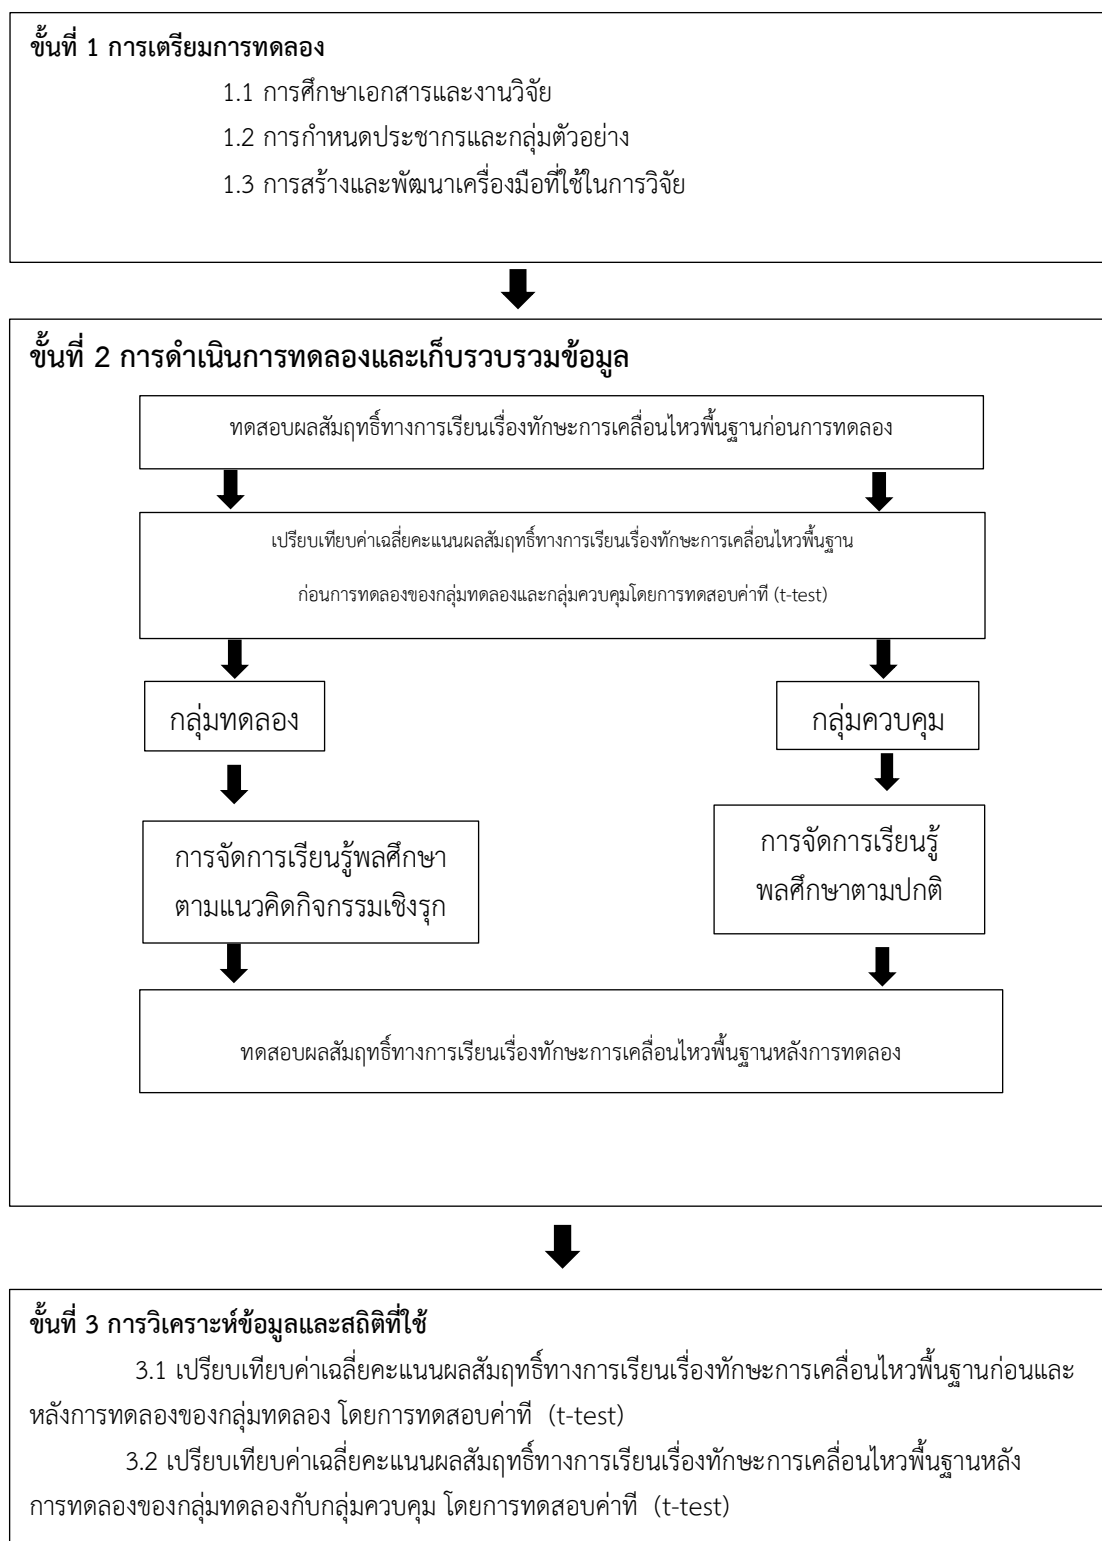 ขั้นที่ 1 การเตรียมการทดลอง
1.1 การศึกษาเอกสารและงานวิจัย
1.2 การกำหนดประชากรและกลุ่มตัวอย่าง
1.3 การสร้างและพัฒนาเครื่องมือที่ใช้ในการวิจัย
ขั้นที่ 2 การดำเนินการทดลองและเก็บรวบรวมข้อมูล
ทดสอบผลสัมฤทธิ์ทางการเรียนเรื่องทักษะการเคลื่อนไหวพื้นฐานก่อนการทดลอง
เปรียบเทียบค่าเฉลี่ยคะแนนผลสัมฤทธิ์ทางการเรียนเรื่องทักษะการเคลื่อนไหวพื้นฐาน
ก่อนการทดลองของกลุ่มทดลองและกลุ่มควบคุมโดยการทดสอบค่าที (t-test)
กลุ่มทดลอง
กลุ่มควบคุม
การจัดการเรียนรู้พลศึกษา
ตามแนวคิดกิจกรรมเชิงรุก
การจัดการเรียนรู้
พลศึกษาตามปกติ
ทดสอบผลสัมฤทธิ์ทางการเรียนเรื่องทักษะการเคลื่อนไหวพื้นฐานหลังการทดลอง
ขั้นที่ 3 การวิเคราะห์ข้อมูลและสถิติที่ใช้
3.1 เปรียบเทียบค่าเฉลี่ยคะแนนผลสัมฤทธิ์ทางการเรียนเรื่องทักษะการเคลื่อนไหวพื้นฐานก่อนและ
หลังการทดลองของกลุ่มทดลอง โดยการทดสอบค่าที (t-test)
3.2 เปรียบเทียบค่าเฉลี่ยคะแนนผลสัมฤทธิ์ทางการเรียนเรื่องทักษะการเคลื่อนไหวพื้นฐานหลัง
การทดลองของกลุ่มทดลองกับกลุ่มควบคุม โดยการทดสอบค่าที (t-test)